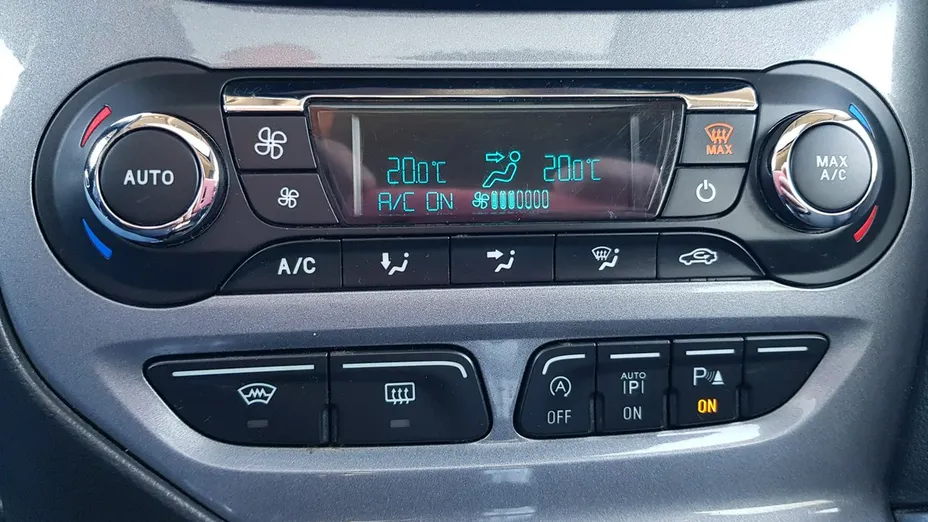 AUTO
20.0°C
20.0°C
A/C ON
MAX
MAX
A/C
A/C
A
OFF
AUTO
P
ON
P
ON